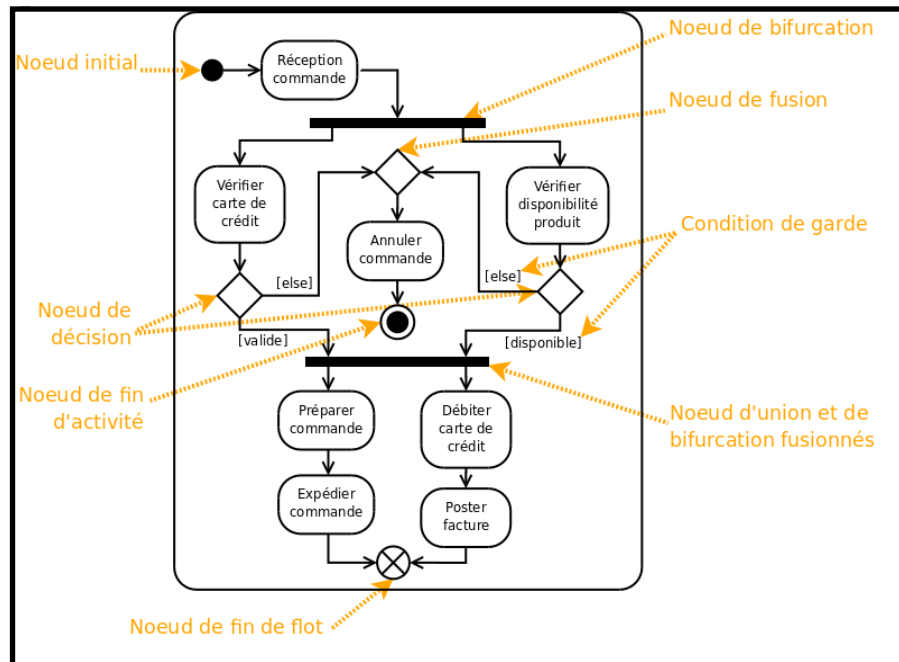 Noeud de bifurcation
Noeud initial
Réception
commande
Noeud de fusion
Vérifier
carte de
crédit
Vérifier
disponibilité
produit
Annuler
commande
Condition de garde
[else]
[else]
Noeud de
décision
[valide]
[disponible]
Noeud de fin
d'activité
Préparer
commande
Débiter
carte de
crédit
Noeud d'union et de
bifurcation fusionnés
Expédier
commande
Poster
facture
Noeud de fin de flot